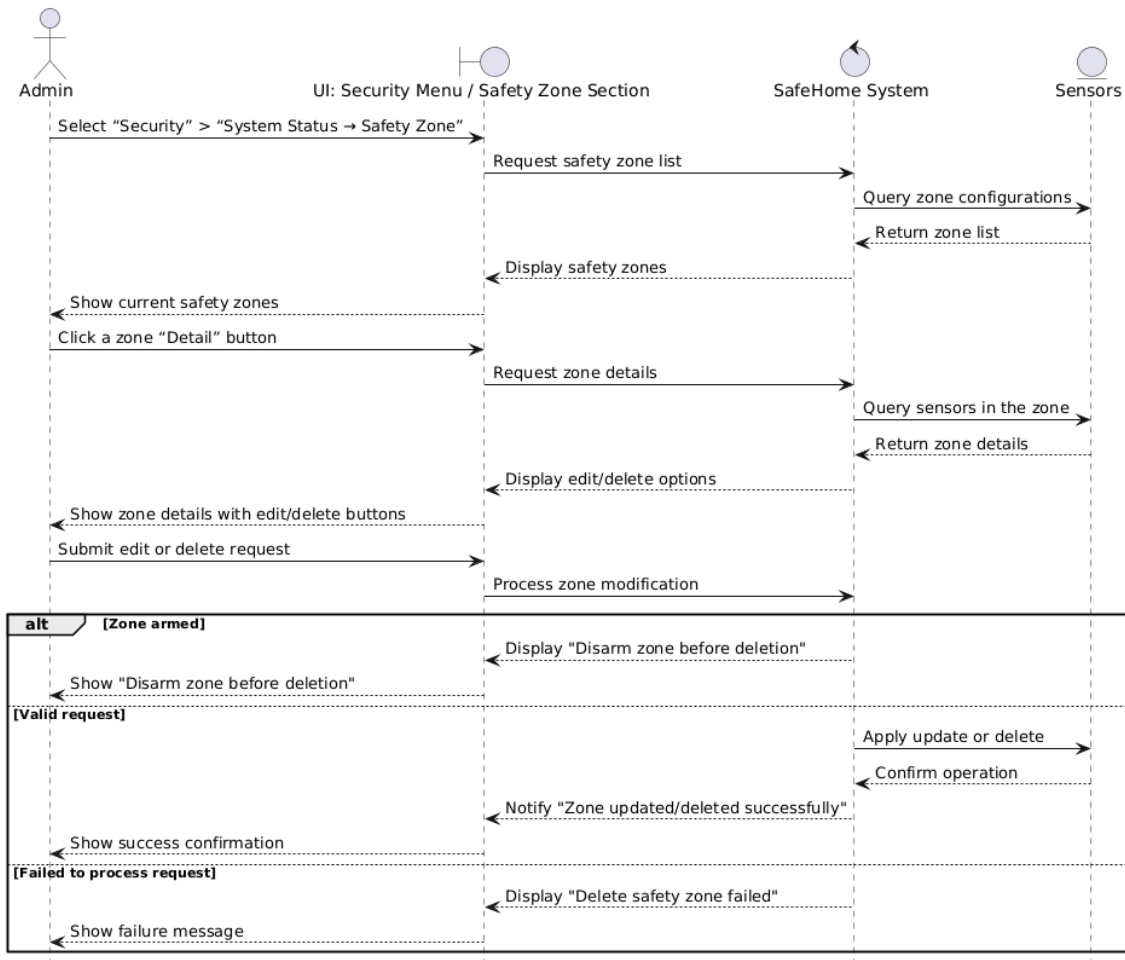 Admin
UI: Security Menu / Safety Zone Section
SafeHome System
Sensors
Select “Security” > “System Status → Safety Zone”
Request safety zone list
Query zone configurations
Return zone list
Display safety zones
Show current safety zones
Click a zone “Detail” button
Request zone details
Query sensors in the zone
Return zone details
Display edit/delete options
Show zone details with edit/delete buttons
Submit edit or delete request
Process zone modification
alt [Zone armed]
Display "Disarm zone before deletion"
Show "Disarm zone before deletion"
[Valid request]
Apply update or delete
Confirm operation
Notify "Zone updated/deleted successfully"
Show success confirmation
[Failed to process request]
Display "Delete safety zone failed"
Show failure message